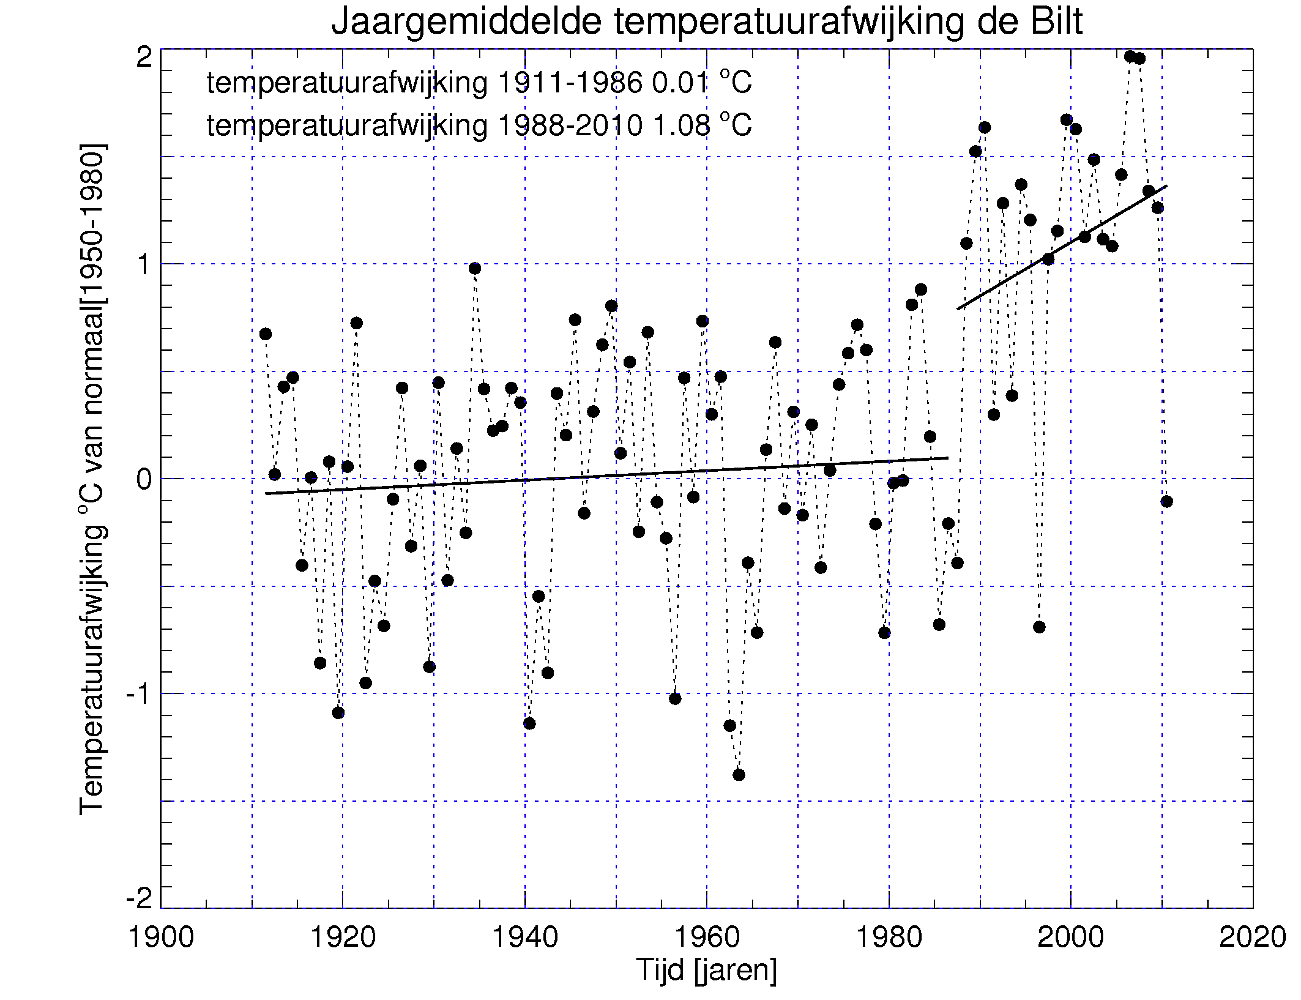 Jaargemiddelde temperatuurafwijking de Bilt
temperatuurafwijking 1911-1986 0.01 °C
temperatuurafwijking 1988-2010 1.08 °C
Temperatuurafwijking °C van normaal[1950-1980]
2
1
0
-1
-2
1900 1920 1940 1960 1980 2000 2020
Tijd [jaren]